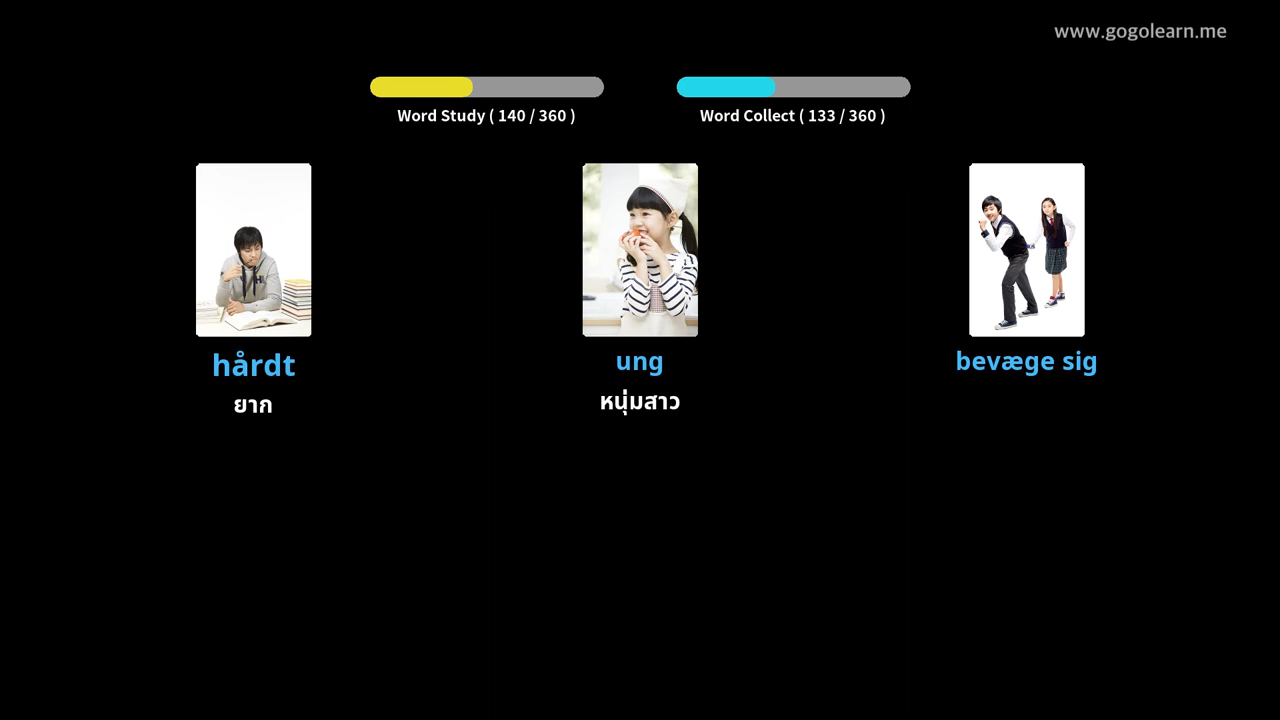 www.gogolearn.me
Word Study ( 140 / 360 )
Word Collect ( 133 / 360 )
hårdt
ยาก
ung
หนุ่มสาว
bevæge sig